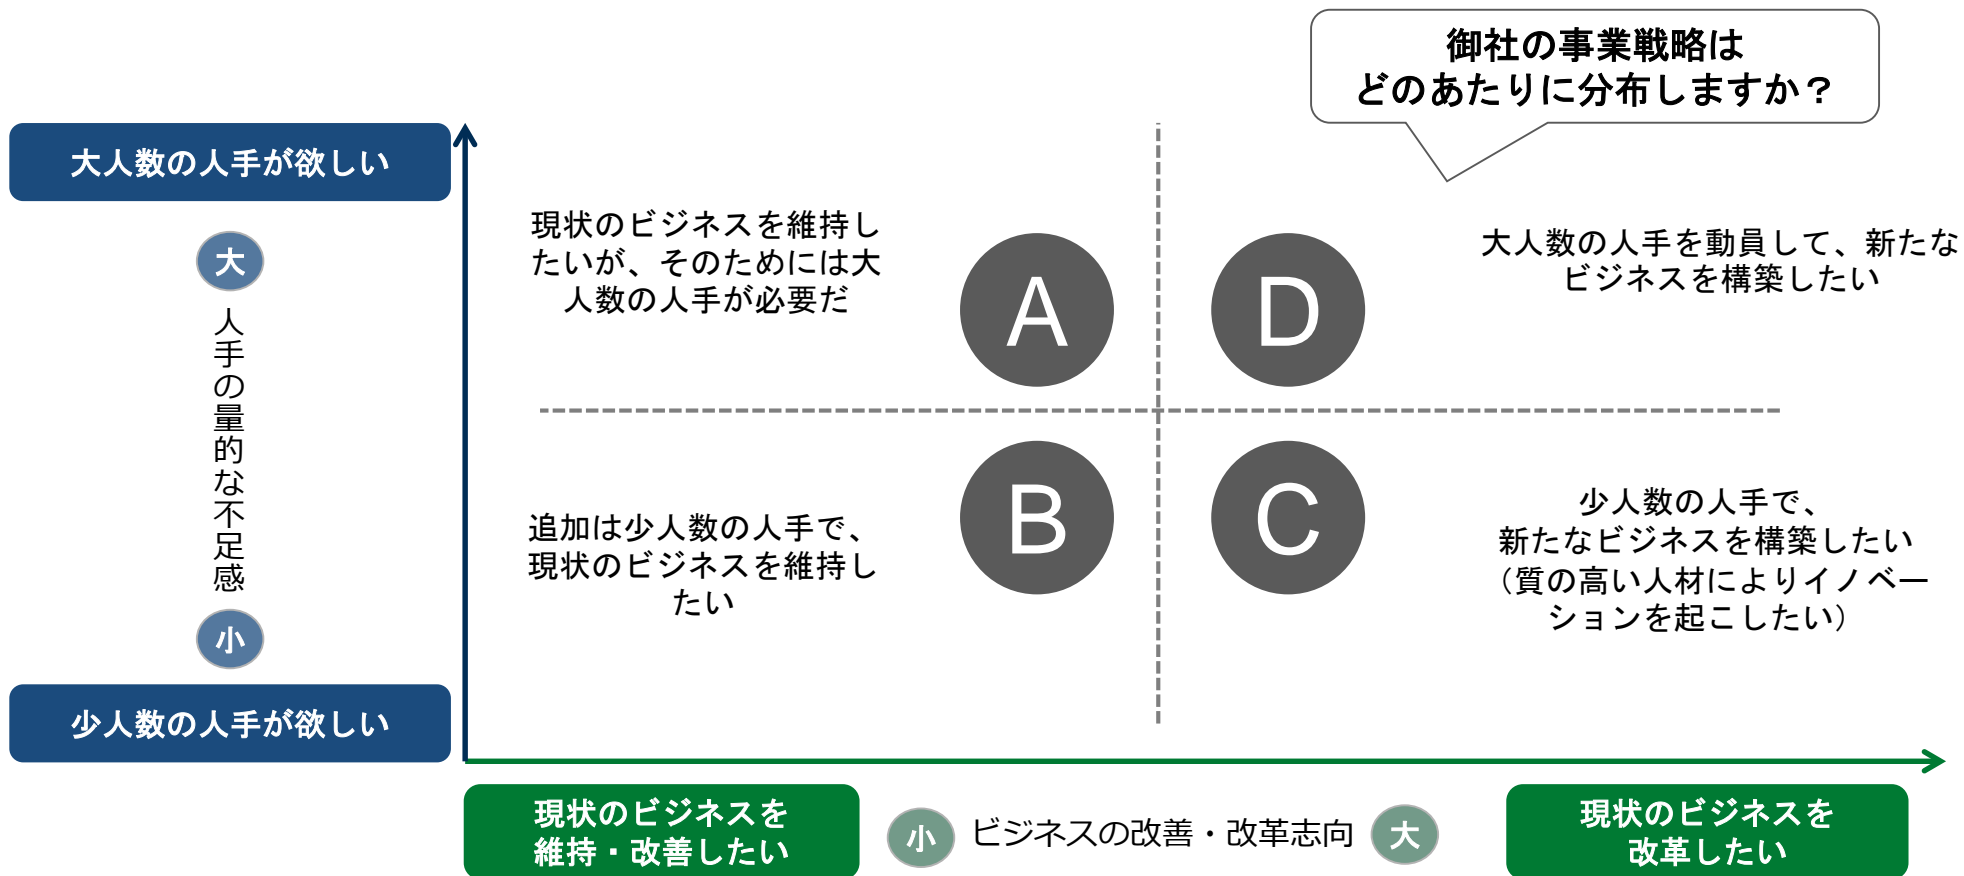 御社の事業戦略は
どのあたりに分布しますか？
大人数の人手が欲しい
大
人手の量的な不足感
小
少人数の人手が欲しい
現状のビジネスを維持し
たいが、そのためには大
人数の人手が必要だ
A
D
大人数の人手を動員して、新たな
ビジネスを構築したい
追加は少人数の人手で、
現状のビジネスを維持し
たい
B
C
少人数の人手で、
新たなビジネスを構築したい
（質の高い人材によりイノベー
ションを起こしたい）
現状のビジネスを
維持・改善したい
小
ビジネスの改善・改革志向
大
現状のビジネスを
改革したい